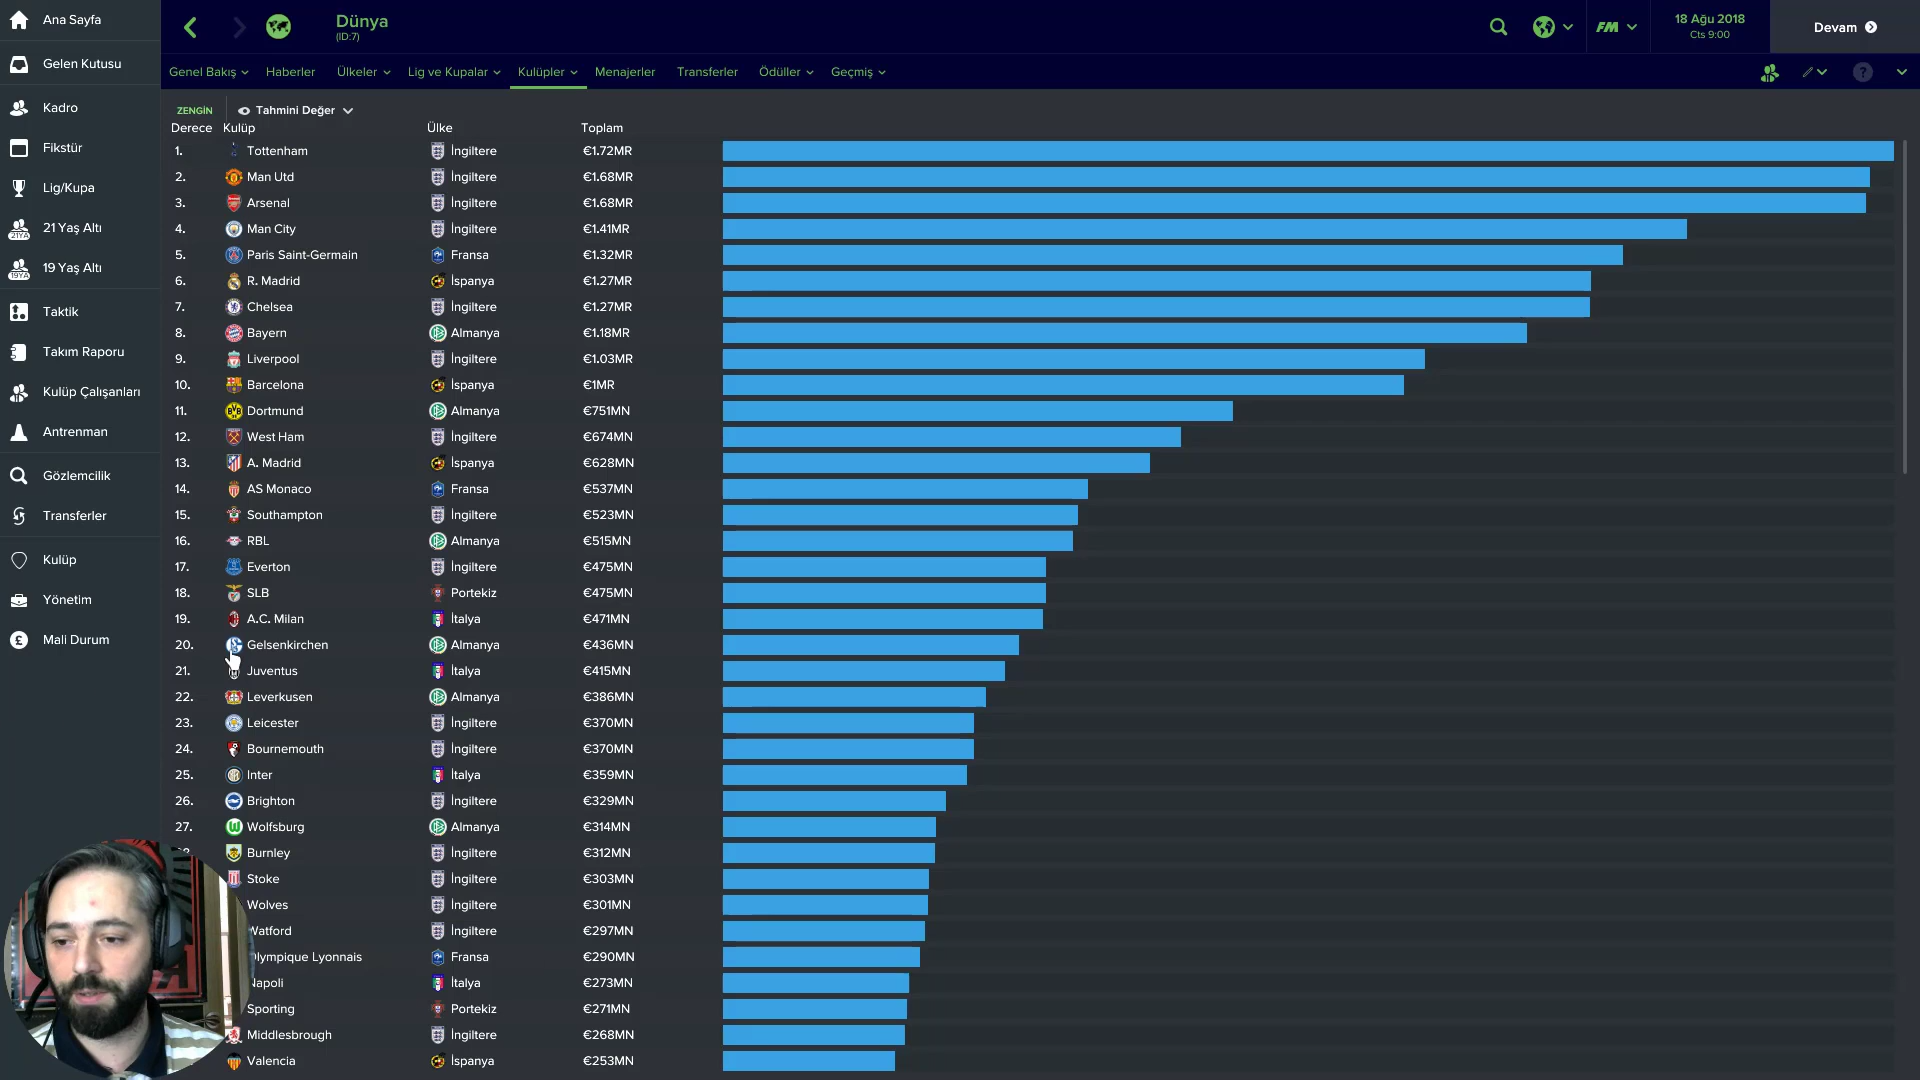 Ana Sayfa
Gelen Kutusu
Kadro
Fikstür
Lig/Kupa
21 Yaş Altı
19 Yaş Altı
Taktik
Takım Raporu
Kulüp Çalışanları
Antrenman
Gözlemcilik
Transferler
Kulüp
Yönetim
Mali Durum
Dünya
(ID:7)
FM
18 Ağu 2018
Cts 9:00
Devam
Genel Bakış Haberler Ülkeler Lig ve Kupalar Kulüpler Menajerler Transferler Ödüller Geçmiş
ZENGİN Tahmini Değer
Derece Kulüp Ülke Toplam
1. Tottenham İngiltere €1.72MR
2. Man Utd İngiltere €1.68MR
3. Arsenal İngiltere €1.68MR
4. Man City İngiltere €1.41MR
5. Paris Saint-Germain Fransa €1.32MR
6. R. Madrid İspanya €1.27MR
7. Chelsea İngiltere €1.27MR
8. Bayern Almanya €1.18MR
9. Liverpool İngiltere €1.03MR
10. Barcelona İspanya €1MR
11. Dortmund Almanya €751MN
12. West Ham İngiltere €674MN
13. A. Madrid İspanya €628MN
14. AS Monaco Fransa €537MN
15. Southampton İngiltere €523MN
16. RBL Almanya €515MN
17. Everton İngiltere €475MN
18. SLB Portekiz €475MN
19. A.C. Milan İtalya €471MN
20. Gelsenkirchen Almanya €436MN
21. Juventus İtalya €415MN
22. Leverkusen Almanya €386MN
23. Leicester İngiltere €370MN
24. Bournemouth İngiltere €370MN
25. Inter İtalya €359MN
26. Brighton İngiltere €329MN
27. Wolfsburg Almanya €314MN
Burnley İngiltere €312MN
Stoke İngiltere €303MN
Wolves İngiltere €301MN
Watford İngiltere €297MN
Olympique Lyonnais Fransa €290MN
Napoli İtalya €273MN
Sporting Portekiz €271MN
Middlesbrough İngiltere €268MN
Valencia İspanya €253MN